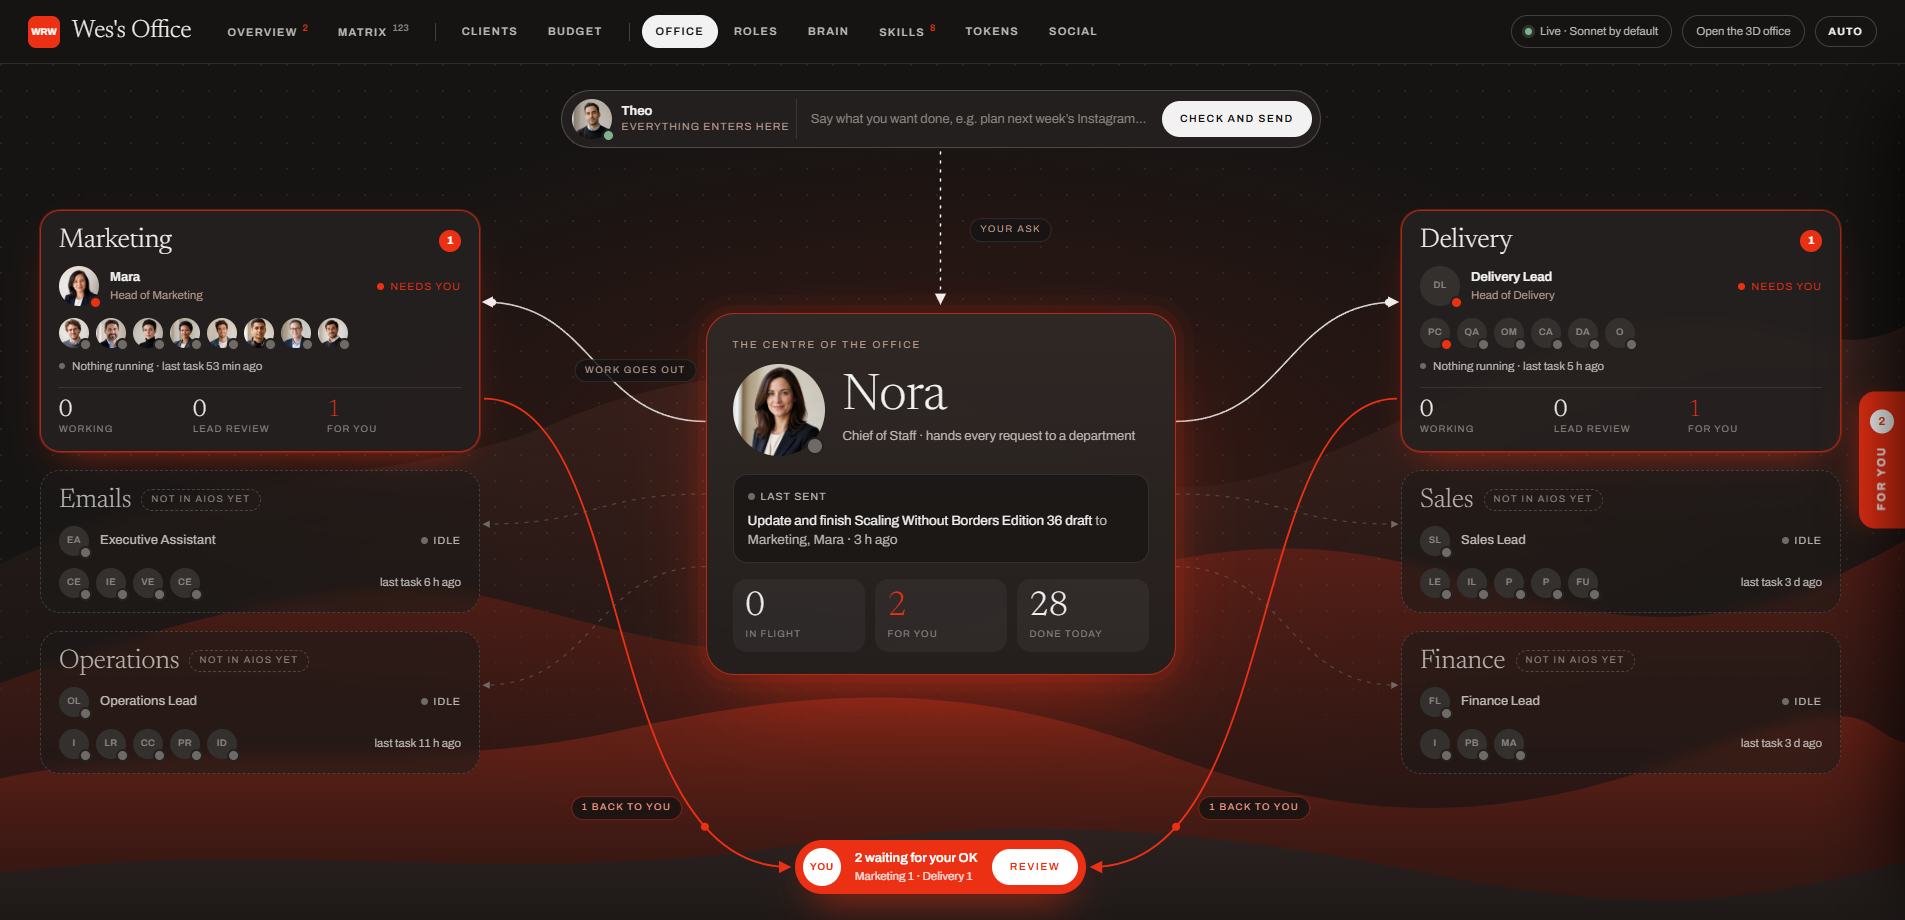 WRW Wes's Office OVERVIEW 2 MATRIX 123 CLIENTS BUDGET OFFICE ROLES BRAIN SKILLS 8 TOKENS SOCIAL Live · Sonnet by default Open the 3D office AUTO
Theo
EVERYTHING ENTERS HERE
Say what you want done, e.g. plan next week's Instagram...
CHECK AND SEND
YOUR ASK
Marketing
1
Mara
Head of Marketing
NEEDS YOU
Nothing running · last task 53 min ago
0 0 1
WORKING LEAD REVIEW FOR YOU
Emails NOT IN AIOS YET
EA Executive Assistant IDLE
CE IE VE CE last task 6 h ago
Operations NOT IN AIOS YET
OL Operations Lead IDLE
I LR CC PR ID last task 11 h ago
WORK GOES OUT
THE CENTRE OF THE OFFICE
Nora
Chief of Staff · hands every request to a department
LAST SENT
Update and finish Scaling Without Borders Edition 36 draft to
Marketing, Mara · 3 h ago
0 2 28
IN FLIGHT FOR YOU DONE TODAY
Delivery
1
DL Delivery Lead
Head of Delivery
NEEDS YOU
PC QA OM CA DA O
Nothing running · last task 5 h ago
0 0 1
WORKING LEAD REVIEW FOR YOU
Sales NOT IN AIOS YET
SL Sales Lead IDLE
LE IL P P FU last task 3 d ago
Finance NOT IN AIOS YET
FL Finance Lead IDLE
I PB MA last task 3 d ago
2
FOR YOU
1 BACK TO YOU
1 BACK TO YOU
YOU
2 waiting for your OK
Marketing 1 · Delivery 1
REVIEW